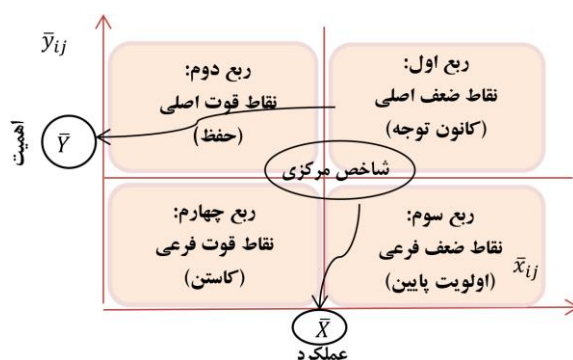 ȳij
ربع اول:
نقاط ضعف اصلی
(کانون توجه)
ربع دوم:
نقاط قوت اصلی
(حفظ)
اهمیت
Ȳ
شاخص مرکزی
ربع سوم:
نقاط ضعف فرعی
(اولویت پایین)
ربع چهارم:
نقاط قوت فرعی
(کاستن)
x̄ij
X̄
عملکرد